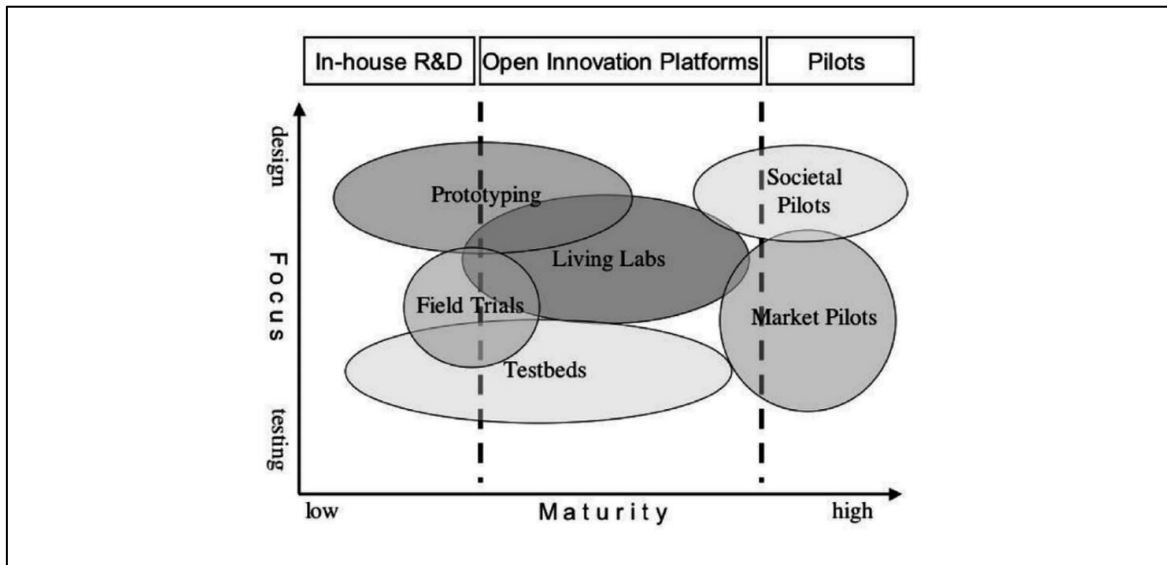 In-house R&D
Open Innovation Platforms
Pilots
design
Focus
testing
Prototyping
Societal
Pilots
Living Labs
Field Trials
Market Pilots
Testbeds
low
Maturity
high